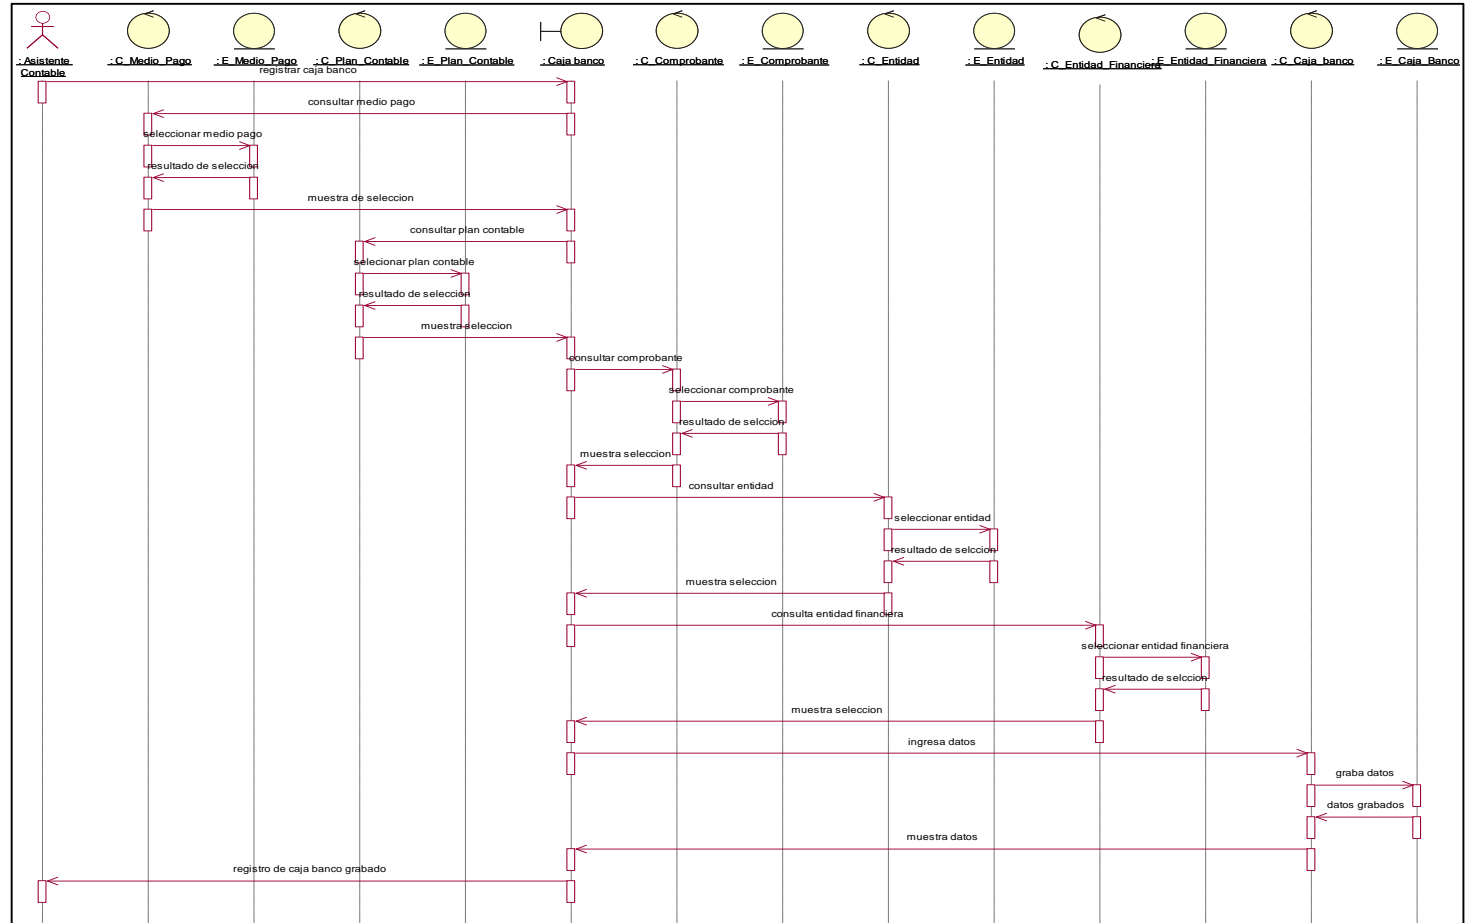 : Asistente
Contable
: C_Medio_Pago
: E_Medio_Pago
: C_Plan_Contable
: E_Plan_Contable
: Caja banco
: C_Comprobante
: E_Comprobante
: C_Entidad
: E_Entidad
: C_Entidad_Financiera
: E_Entidad_Financiera
: C_Caja_banco
: E_Caja_Banco
registrar caja banco
consultar medio pago
seleccionar medio pago
resultado de selección
muestra de seleccion
consultar plan contable
selecionar plan contable
resultado de selección
muestra seleccion
consultar comprobante
seleccionar comprobante
resultado de selccion
muestra seleccion
consultar entidad
seleccionar entidad
resultado de selccion
muestra seleccion
consulta entidad financiera
seleccionar entidad financiera
resultado de selccion
muestra seleccion
ingresa datos
graba datos
datos grabados
muestra datos
registro de caja banco grabado